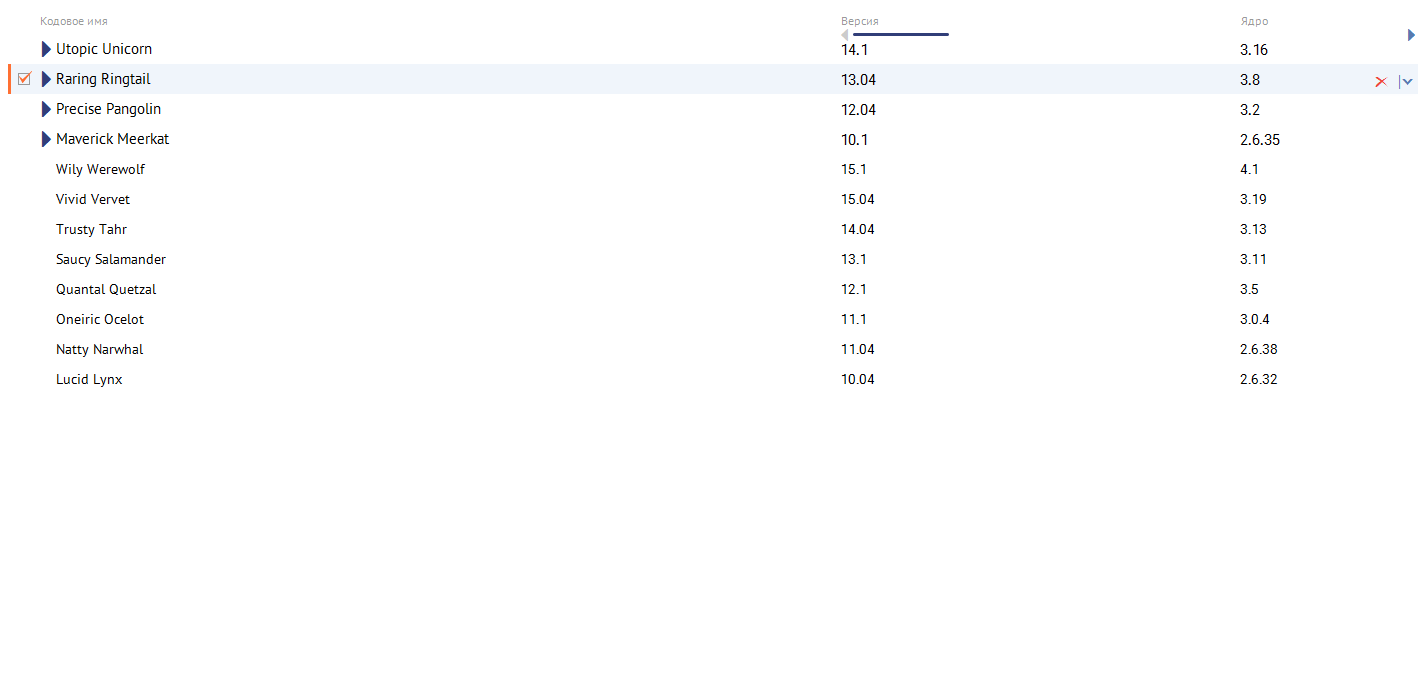 Кодовое имя Версия Ядро
Utopic Unicorn 14.1 3.16
Raring Ringtail 13.04 3.8
Precise Pangolin 12.04 3.2
Maverick Meerkat 10.1 2.6.35
Wily Werewolf 15.1 4.1
Vivid Vervet 15.04 3.19
Trusty Tahr 14.04 3.13
Saucy Salamander 13.1 3.11
Quantal Quetzal 12.1 3.5
Oneiric Ocelot 11.1 3.0.4
Natty Narwhal 11.04 2.6.38
Lucid Lynx 10.04 2.6.32